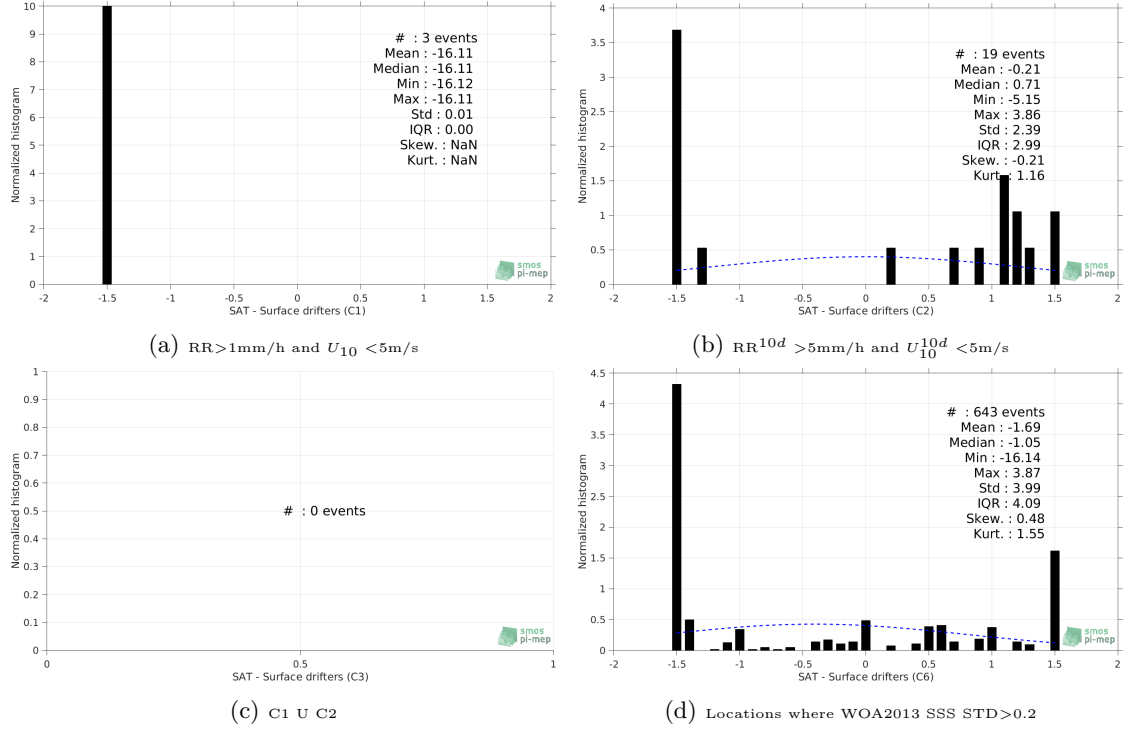 10
9
8
7
6
5
4
3
2
1
0
Normalized histogram
# : 3 events
Mean : -16.11
Median : -16.11
Min : -16.12
Max : -16.11
Std : 0.01
IQR : 0.00
Skew. : NaN
Kurt. : NaN
smos
pi-mep
-2 -1.5 -1 -0.5 0 0.5 1 1.5 2
SAT - Surface drifters (C1)
(a) RR>1mm/h and U10 <5m/s
4
3.5
3
2.5
2
1.5
1
0.5
0
Normalized histogram
# : 19 events
Mean : -0.21
Median : 0.71
Min : -5.15
Max : 3.86
Std : 2.39
IQR : 2.99
Skew. : -0.21
Kurt. : 1.16
smos
pi-mep
-2 -1.5 -1 -0.5 0 0.5 1 1.5 2
SAT - Surface drifters (C2)
(b) RR10d >5mm/h and U10d10 <5m/s
1
0.9
0.8
0.7
0.6
0.5
0.4
0.3
0.2
0.1
0
Normalized histogram
# : 0 events
smos
pi-mep
0 0.5 1
SAT - Surface drifters (C3)
(c) C1 U C2
4.5
4
3.5
3
2.5
2
1.5
1
0.5
0
Normalized histogram
# : 643 events
Mean : -1.69
Median : -1.05
Min : -16.14
Max : 3.87
Std : 3.99
IQR : 4.09
Skew. : 0.48
Kurt. : 1.55
smos
pi-mep
-2 -1.5 -1 -0.5 0 0.5 1 1.5 2
SAT - Surface drifters (C6)
(d) Locations where WOA2013 SSS STD>0.2